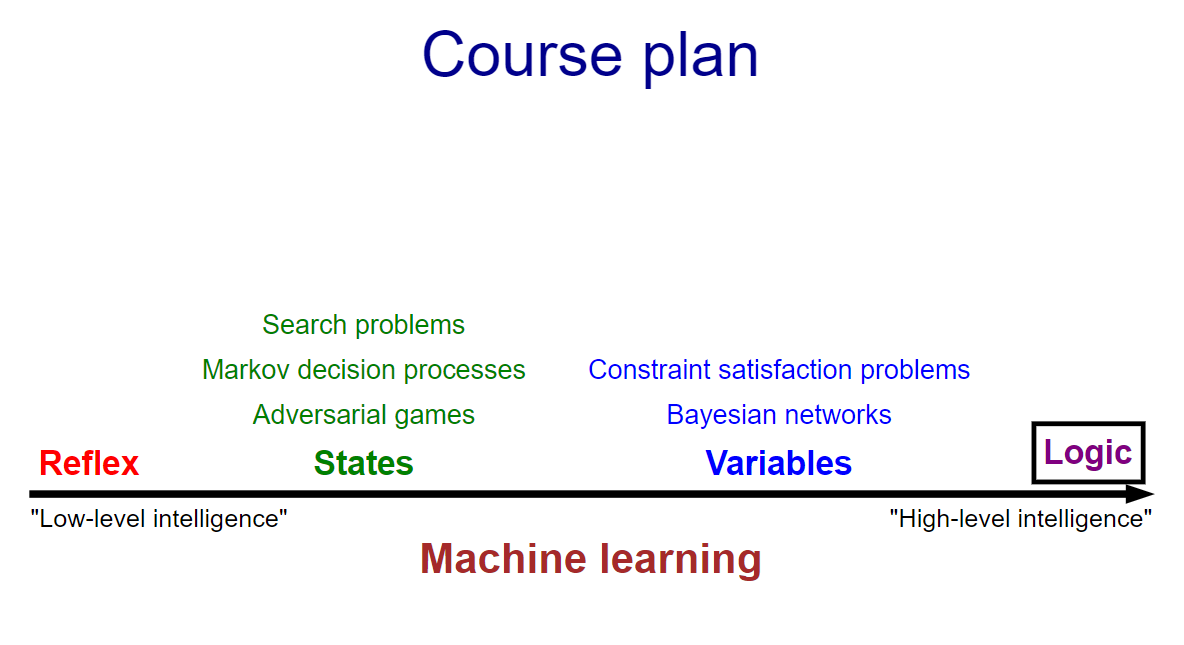 Course plan
Search problems
Markov decision processes
Constraint satisfaction problems
Adversarial games
Bayesian networks
Reflex
States
Variables
Logic
"Low-level intelligence"
"High-level intelligence"
Machine learning